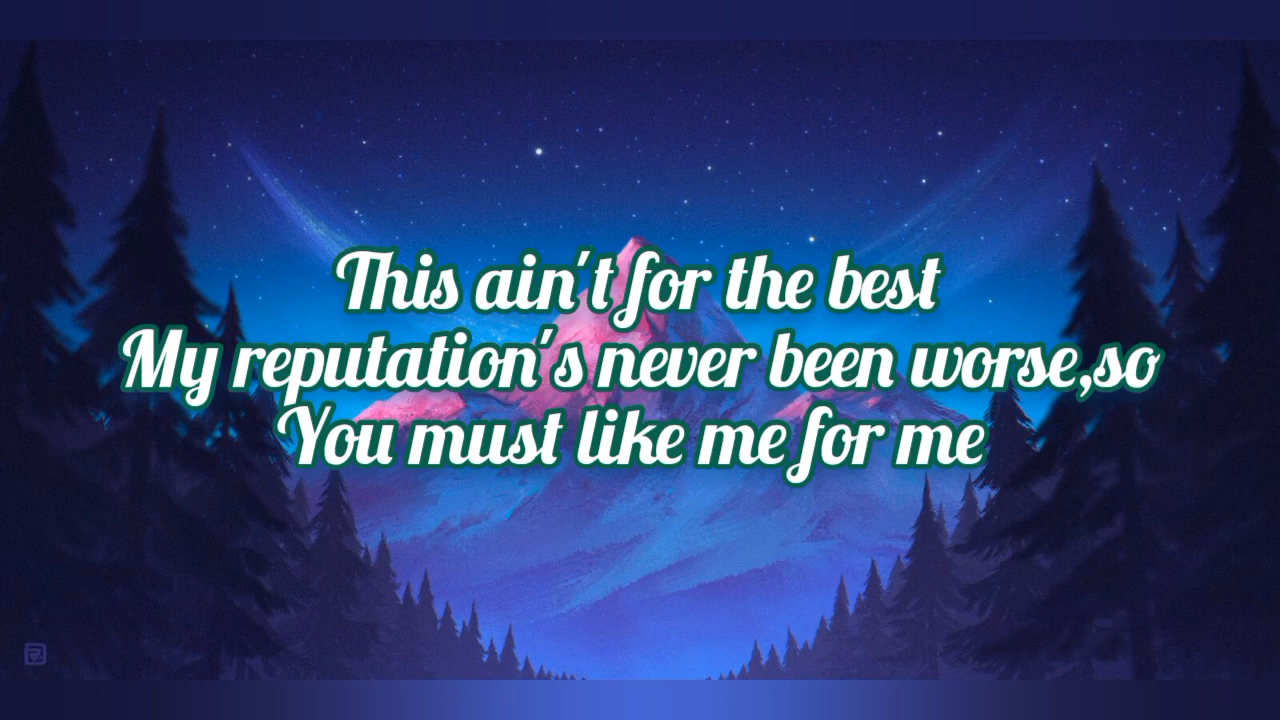 This ain't for the best
My reputation's never been worse,so
You must like me for me